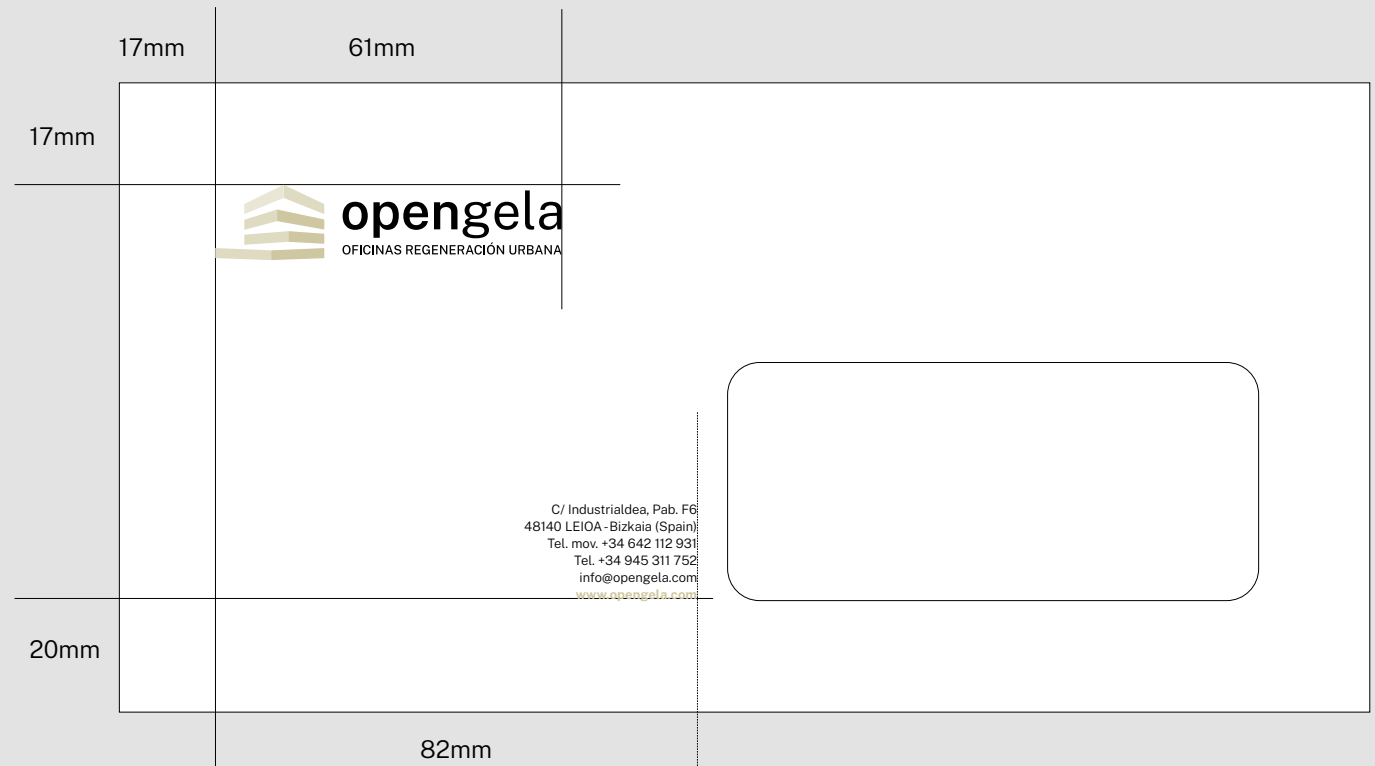 17mm
61mm
17mm
opengela
OFICINAS REGENERACIÓN URBANA
C/ Industrialdea, Pab. F6
48140 LEIOA - Bizkaia (Spain)
Tel. mov. +34 642 112 931
Tel. +34 945 311 752
info@opengela.com
www.opengela.com
20mm
82mm